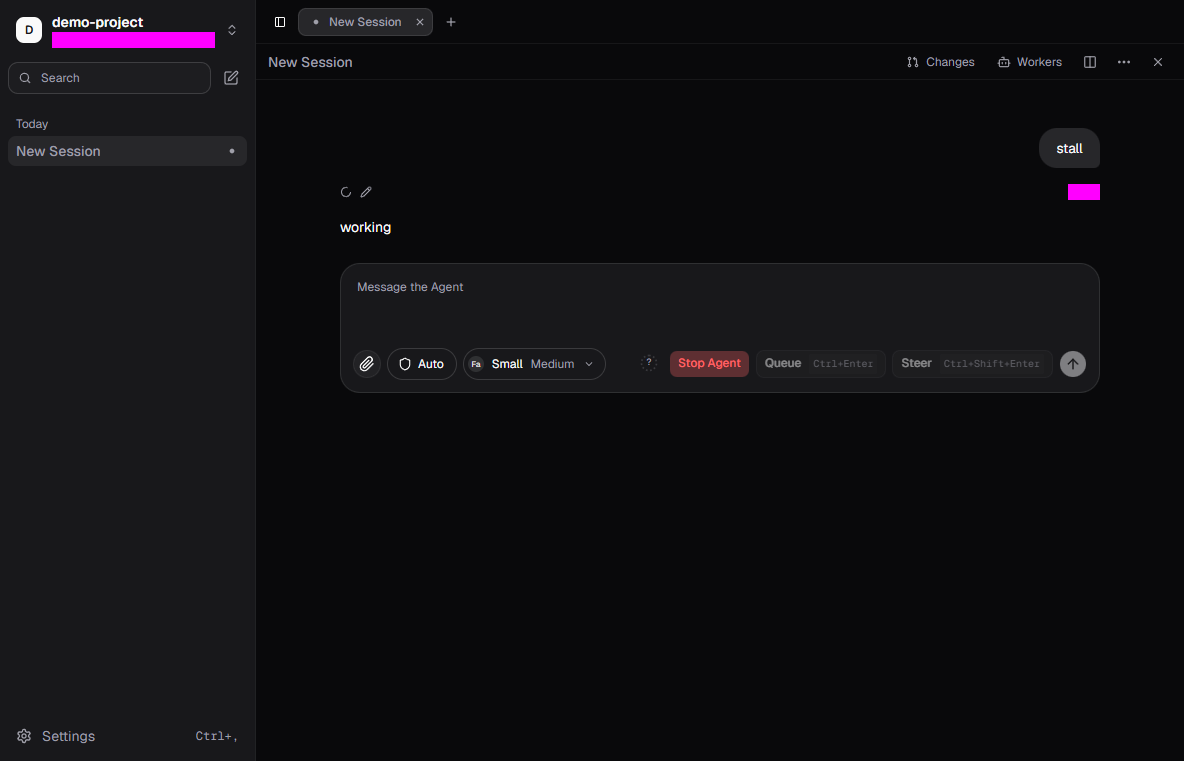 D
demo-project
Search
Today
New Session
Settings
Ctrl+,
New Session
New Session
Changes
Workers
stall
working
Message the Agent
Auto
Fa
Small Medium
?
Stop Agent
Queue Ctrl+Enter
Steer Ctrl+Shift+Enter